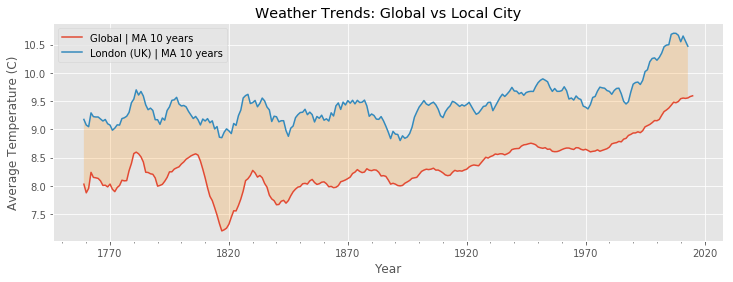 Weather Trends: Global vs Local City
Global | MA 10 years
London (UK) | MA 10 years
Average Temperature (C)
10.5
10.0
9.5
9.0
8.5
8.0
7.5
1770
1820
1870
1920
1970
2020
Year